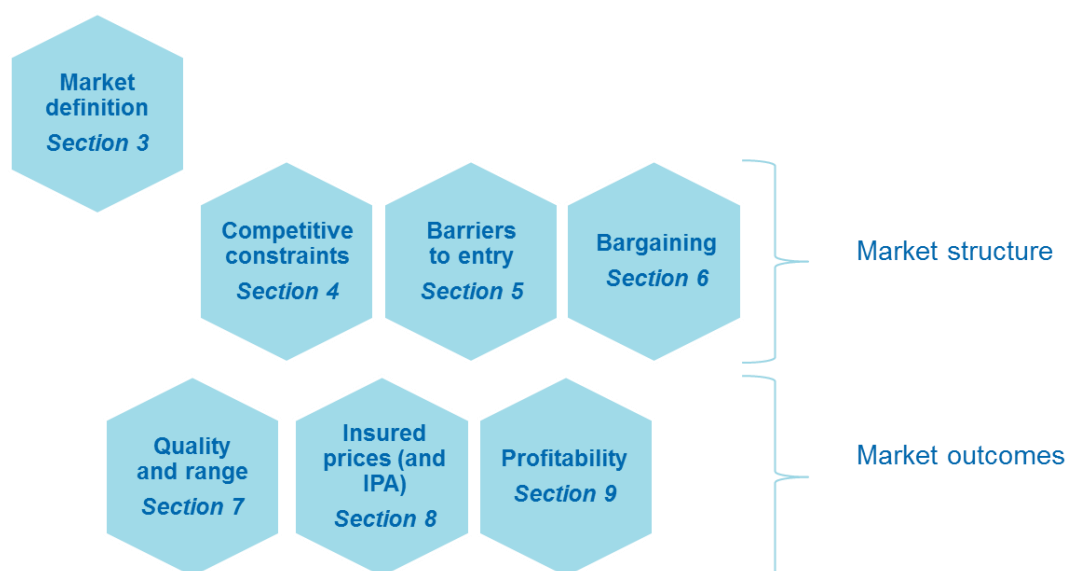 Market
definition
Section 3
Competitive
constraints
Section 4
Barriers
to entry
Section 5
Bargaining
Section 6
Market structure
Quality
and range
Section 7
Insured
prices (and
IPA)
Section 8
Profitability
Section 9
Market outcomes